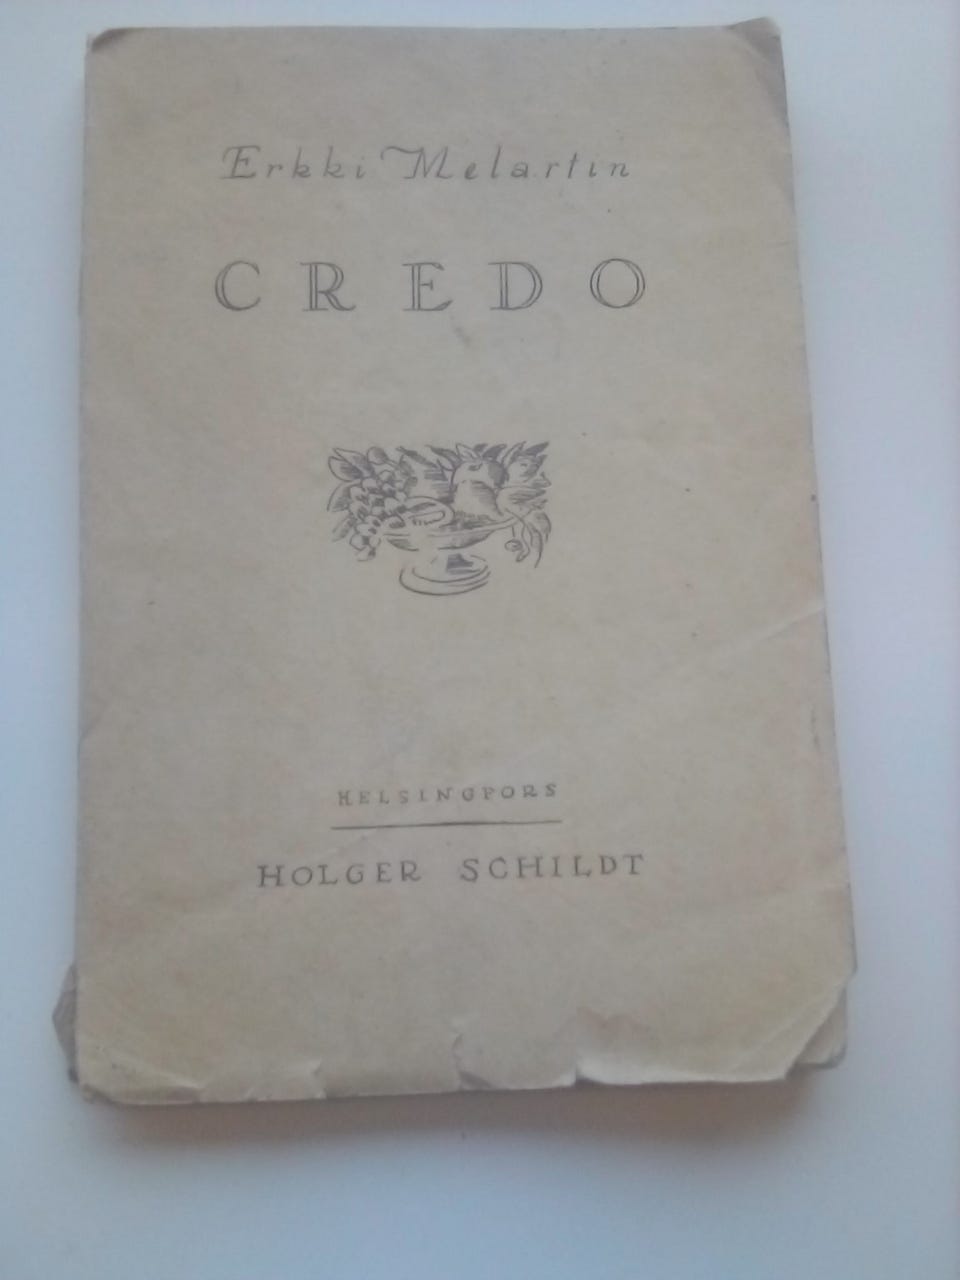 Erkki Melartin
CREDO
HELSINGFORS
HOLGER SCHILDT